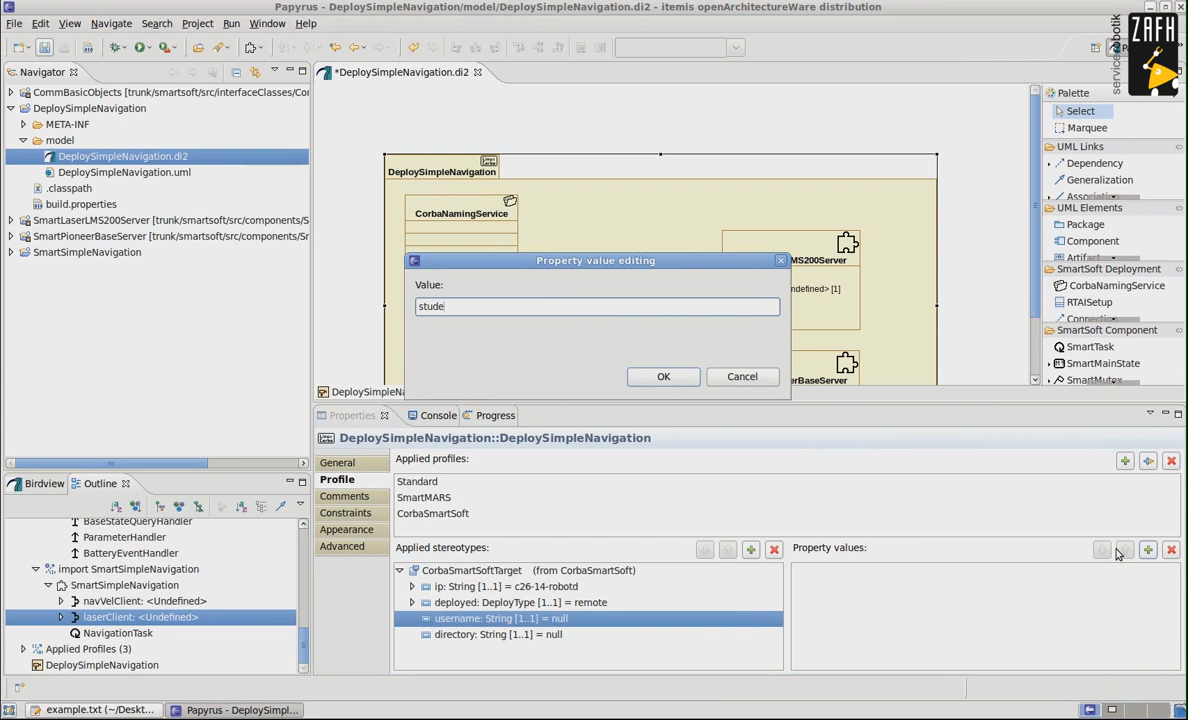 Papyrus - DeploySimpleNavigation/model/DeploySimpleNavigation.di2 - itemis openArchitectureWare distribution
File Edit View Navigate Search Project Run Window Help
servicerobotik
ZAFH
Navigator
*DeploySimpleNavigation.di2
CommBasicObjects [trunk/smartsoft/src/interfaceClasses/Cor
DeploySimpleNavigation
META-INF
model
DeploySimpleNavigation.di2
DeploySimpleNavigation.uml
.classpath
build.properties
SmartLaserLMS200Server [trunk/smartsoft/src/components/S
SmartPioneerBaseServer [trunk/smartsoft/src/components/Sr
SmartSimpleNavigation
DeploySimpleNavigation
CorbaNamingService
MS200Server
ndefined> [1]
erBaseServer
DeploySimpleNa
Property value editing
Value:
stude
OK
Cancel
Palette
Select
Marquee
UML Links
Dependency
Generalization
UML Elements
Package
Component
SmartSoft Deployment
CorbaNamingService
RTAISetup
SmartSoft Component
SmartTask
SmartMainState
SmartMutex
Birdview
Outline
BaseStateQueryHandler
ParameterHandler
BatteryEventHandler
import SmartSimpleNavigation
SmartSimpleNavigation
navVelClient: <Undefined>
laserClient: <Undefined>
NavigationTask
Applied Profiles (3)
DeploySimpleNavigation
Properties
Console
Progress
DeploySimpleNavigation::DeploySimpleNavigation
General
Profile
Comments
Constraints
Appearance
Advanced
Applied profiles:
Standard
SmartMARS
CorbaSmartSoft
Applied stereotypes:
CorbaSmartSoftTarget (from CorbaSmartSoft)
ip: String [1..1] = c26-14-robotd
deployed: DeployType [1..1] = remote
username: String [1..1] = null
directory: String [1..1] = null
Property values:
example.txt (~/Deskt...
Papyrus - DeploySimpl...